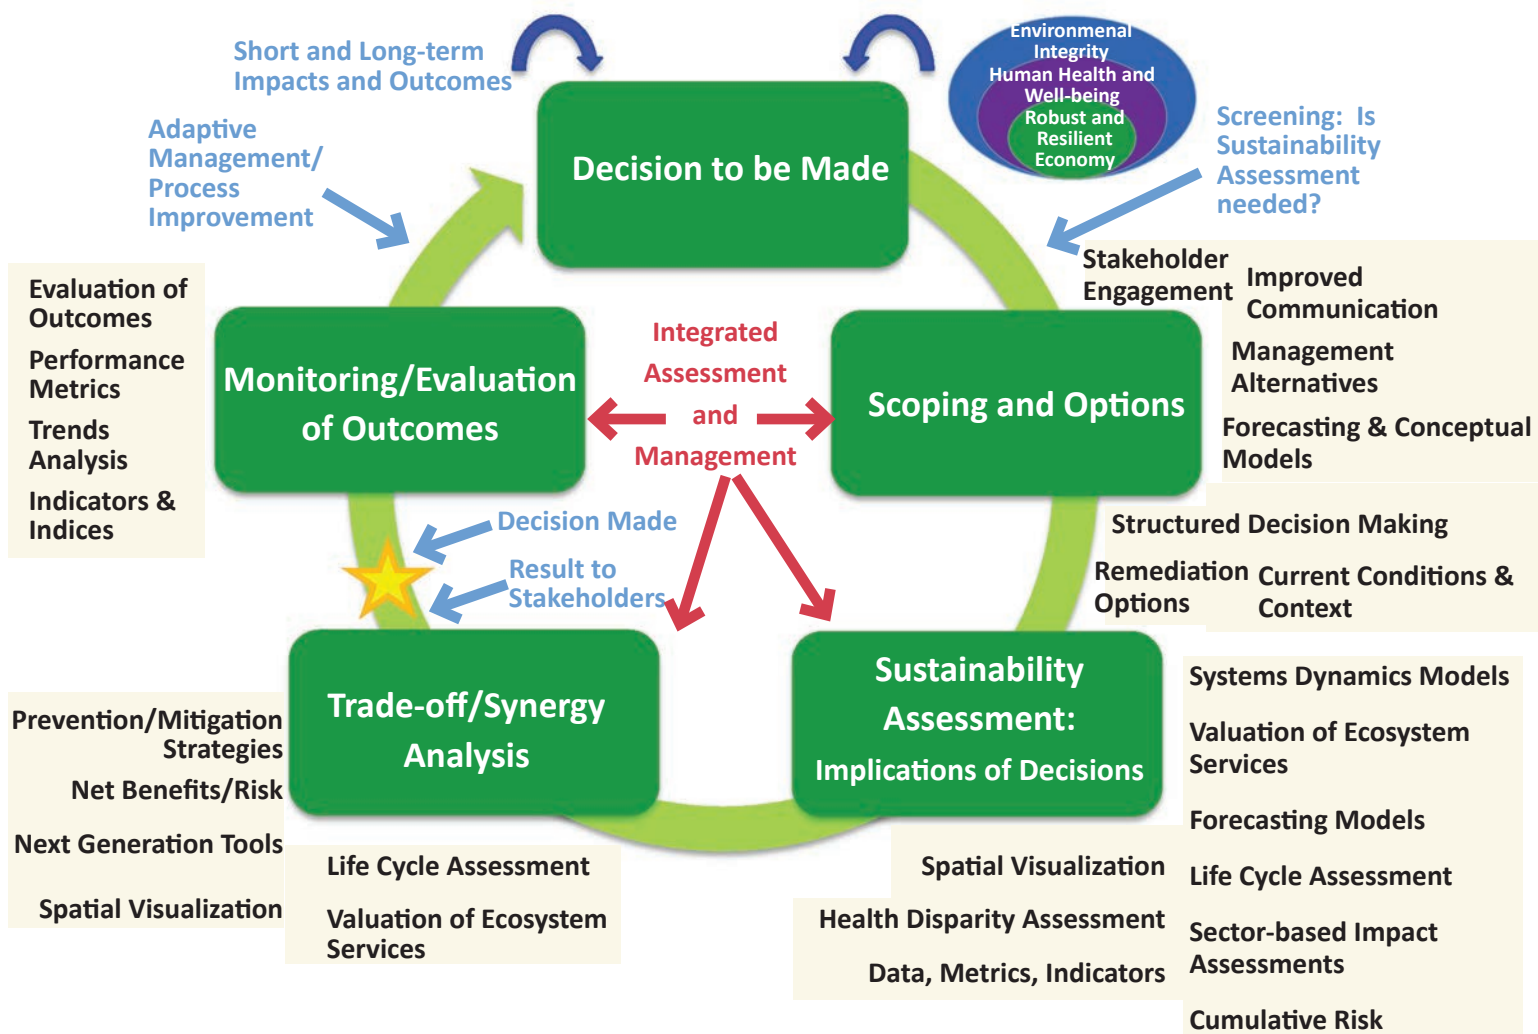 Short and Long-term
Impacts and Outcomes
Environmenal
Integrity
Human Health and
Well-being
Robust and
Resilient
Economy
Adaptive
Management/
Process
Improvement
Decision to be Made
Screening: Is
Sustainability
Assessment
needed?
Evaluation of
Outcomes
Performance
Metrics
Trends
Analysis
Indicators &
Indices
Monitoring/Evaluation
of Outcomes
Integrated
Assessment
and
Management
Scoping and Options
Stakeholder
Engagement
Improved
Communication
Management
Alternatives
Forecasting & Conceptual
Models
Structured Decision Making
Remediation
Options
Current Conditions &
Context
Decision Made
Result to
Stakeholders
Trade-off/Synergy
Analysis
Sustainability
Assessment:
Implications of Decisions
Prevention/Mitigation
Strategies
Net Benefits/Risk
Next Generation Tools
Spatial Visualization
Life Cycle Assessment
Valuation of Ecosystem
Services
Spatial Visualization
Health Disparity Assessment
Data, Metrics, Indicators
Systems Dynamics Models
Valuation of Ecosystem
Services
Forecasting Models
Life Cycle Assessment
Sector-based Impact
Assessments
Cumulative Risk